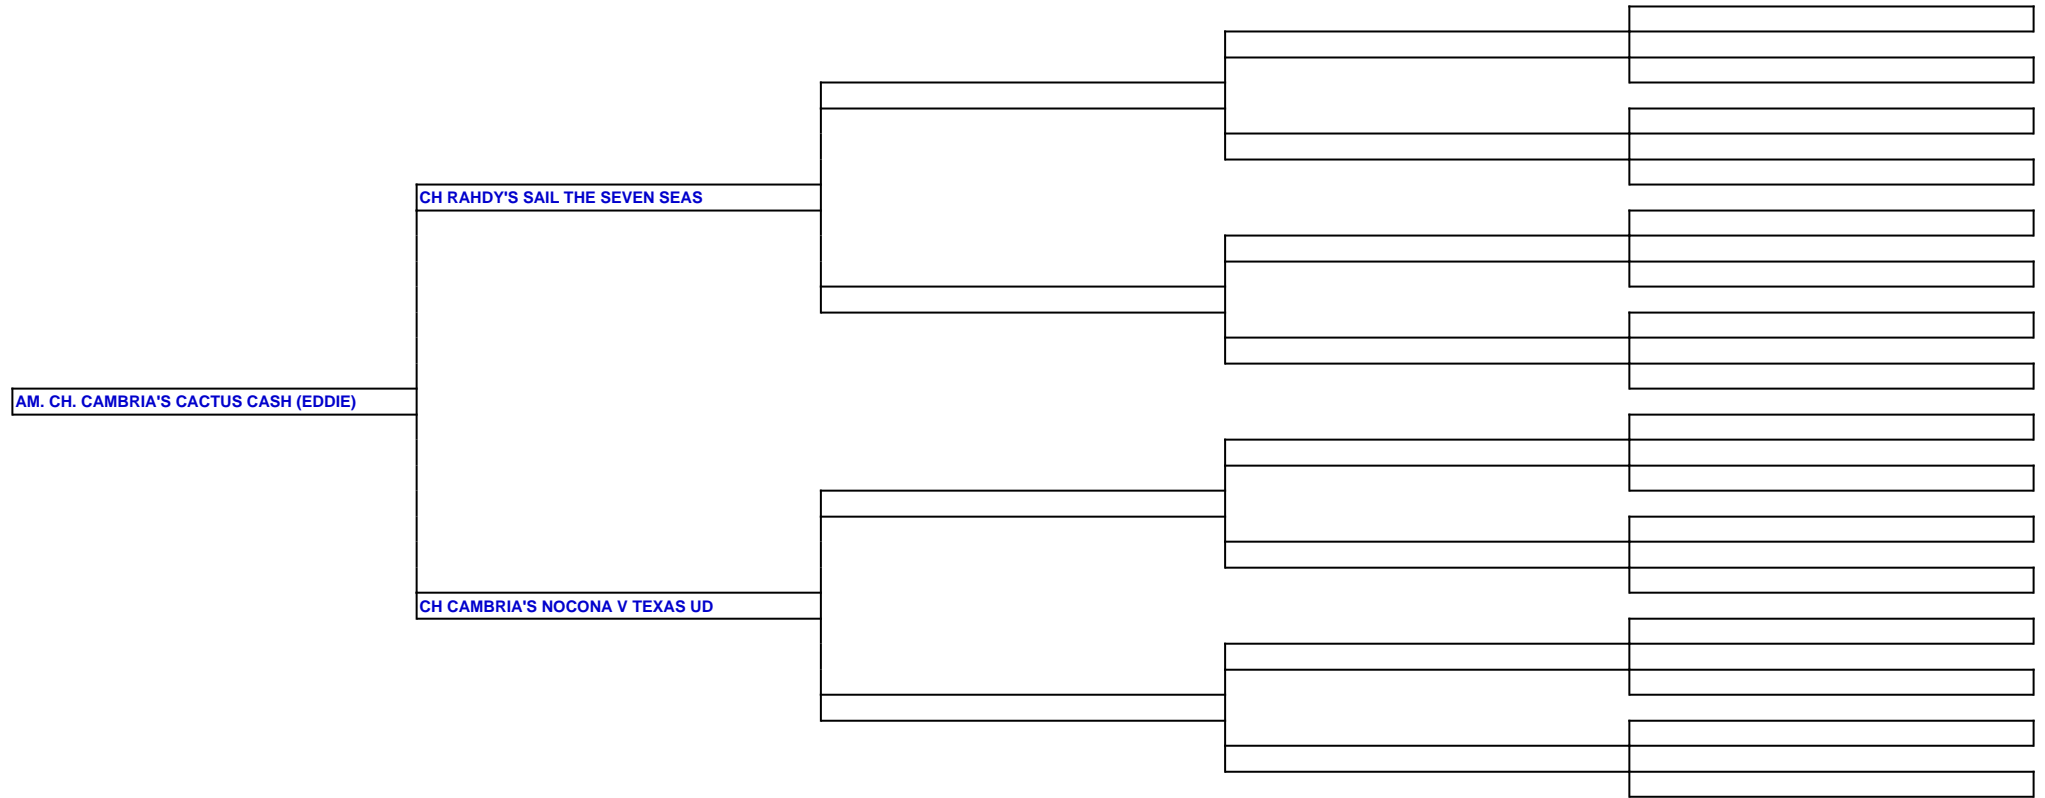 CH RAHDY'S SAIL THE SEVEN SEAS
AM. CH. CAMBRIA'S CACTUS CASH (EDDIE)
CH CAMBRIA'S NOCONA V TEXAS UD